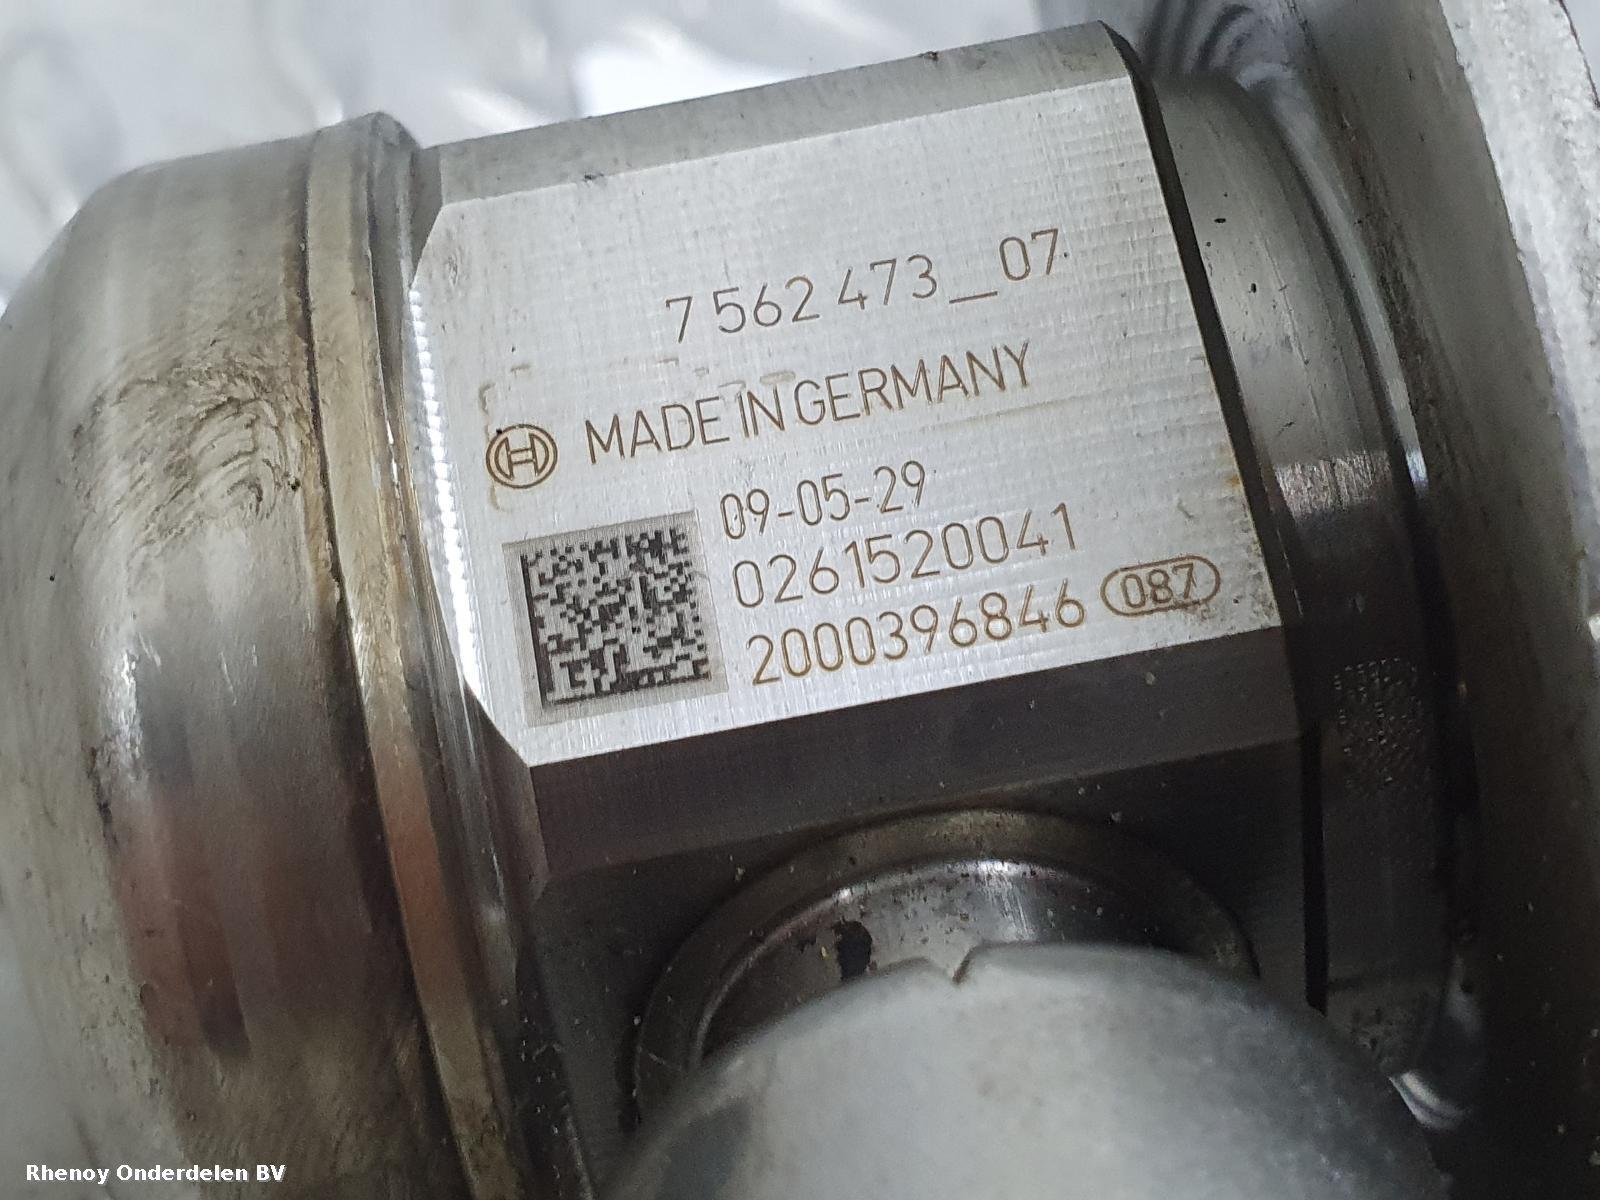 7 562 473_07
MADE IN GERMANY
09-05-29
0261520041
2000396846 087
Rhenoy Onderdelen BV